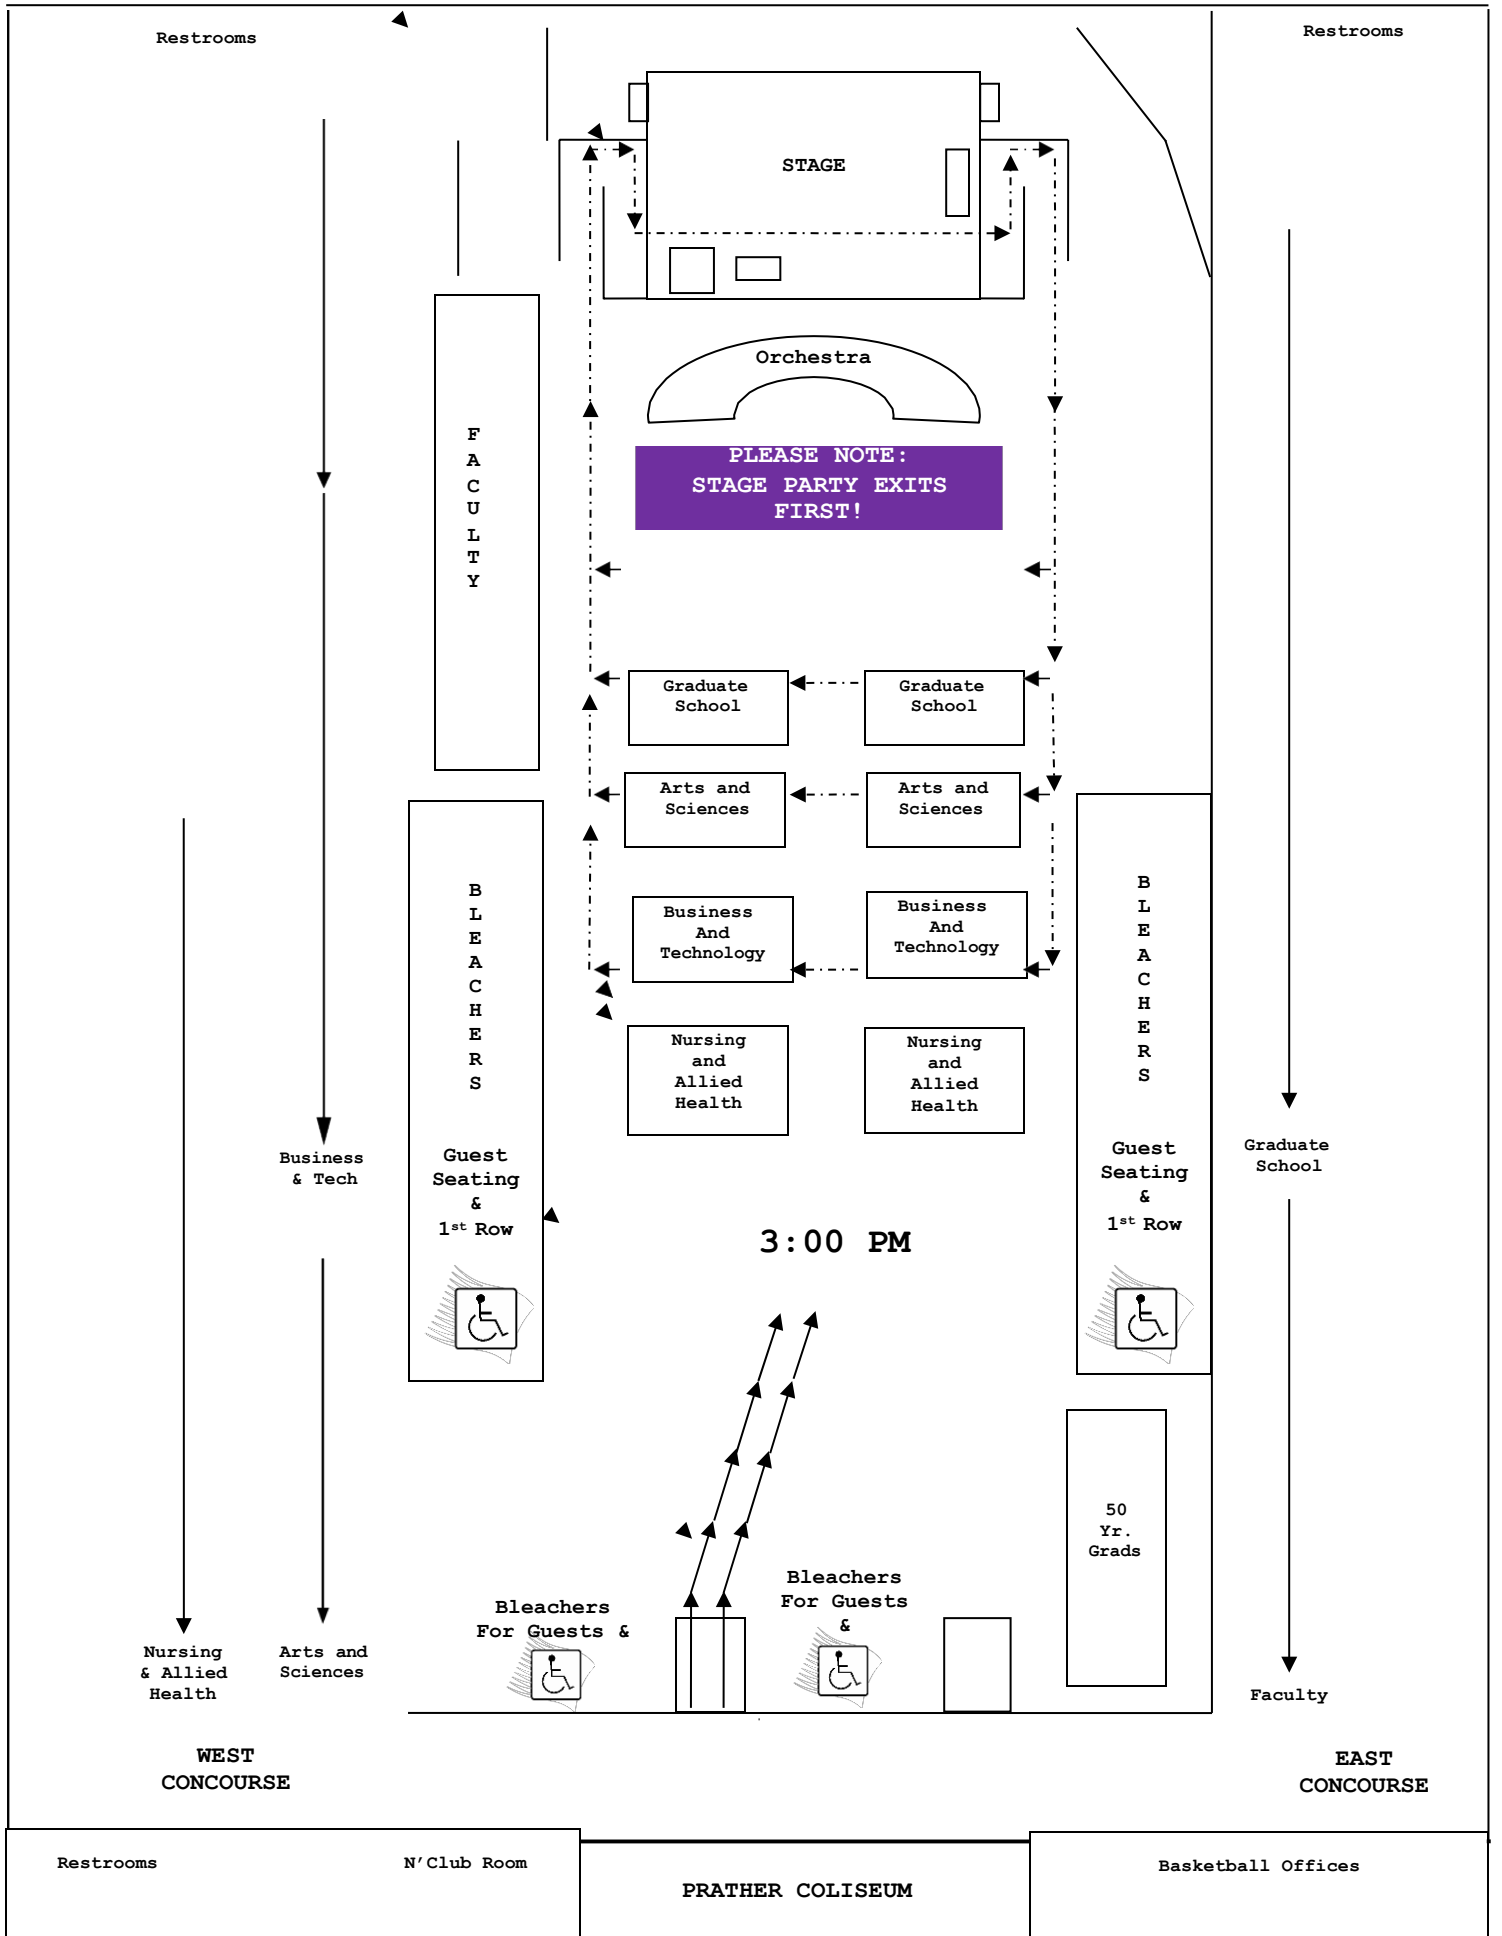 Restrooms
Restrooms
STAGE
Orchestra
PLEASE NOTE:
STAGE PARTY EXITS
FIRST!
F
A
C
U
L
T
Y
Graduate
School
Graduate
School
Arts and
Sciences
Arts and
Sciences
Business
And
Technology
Business
And
Technology
Nursing
and
Allied
Health
Nursing
and
Allied
Health
B
L
E
A
C
H
E
R
S
Guest
Seating
&
1st Row
B
L
E
A
C
H
E
R
S
Guest
Seating
&
1st Row
Business
& Tech
Graduate
School
3:00 PM
50
Yr.
Grads
Bleachers
For Guests &
Bleachers
For Guests
&
Nursing
& Allied
Health
Arts and
Sciences
Faculty
WEST
CONCOURSE
EAST
CONCOURSE
Restrooms
N'Club Room
PRATHER COLISEUM
Basketball Offices